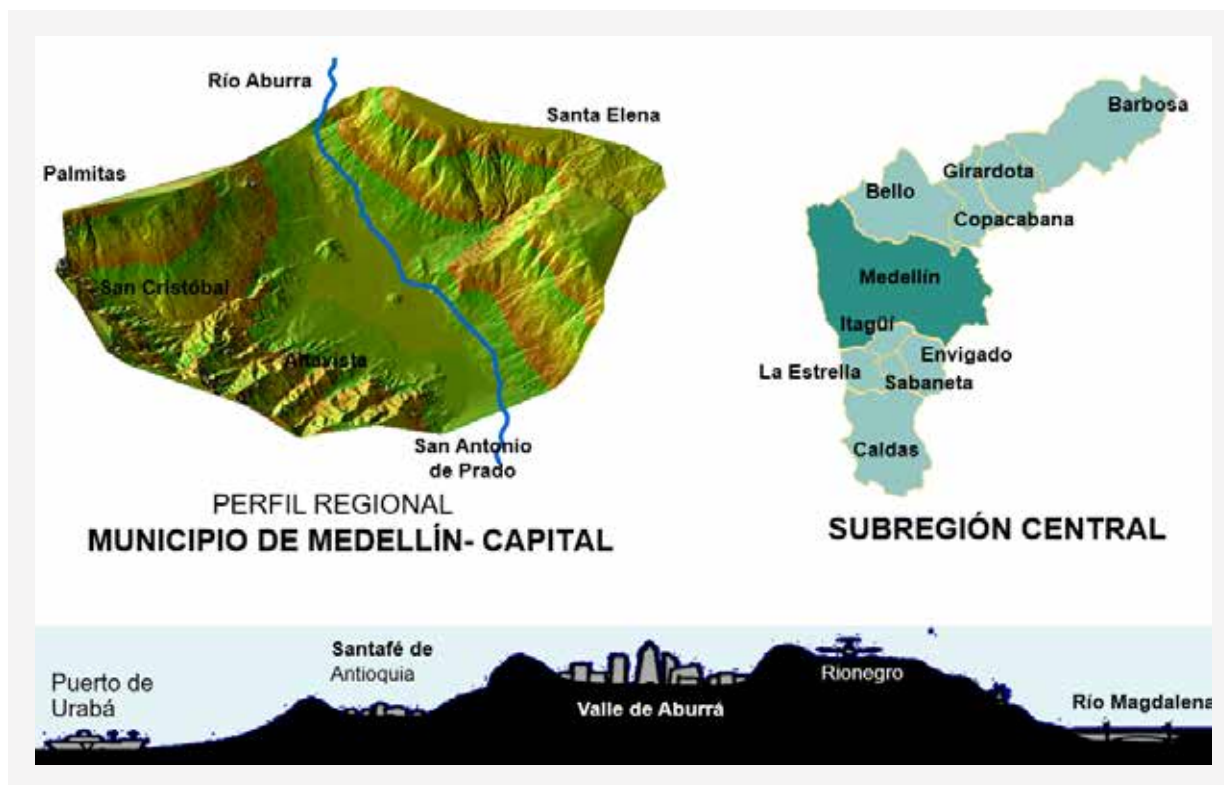 Río Aburra
Santa Elena
Palmitas
San Cristóbal
Altavista
San Antonio
de Prado
PERFIL REGIONAL
MUNICIPIO DE MEDELLÍN- CAPITAL
Barbosa
Girardota
Bello
Copacabana
Medellín
Itagüí
Envigado
La Estrella
Sabaneta
Caldas
SUBREGIÓN CENTRAL
Puerto de
Urabá
Santafé de
Antioquia
Valle de Aburrá
Rionegro
Río Magdalena